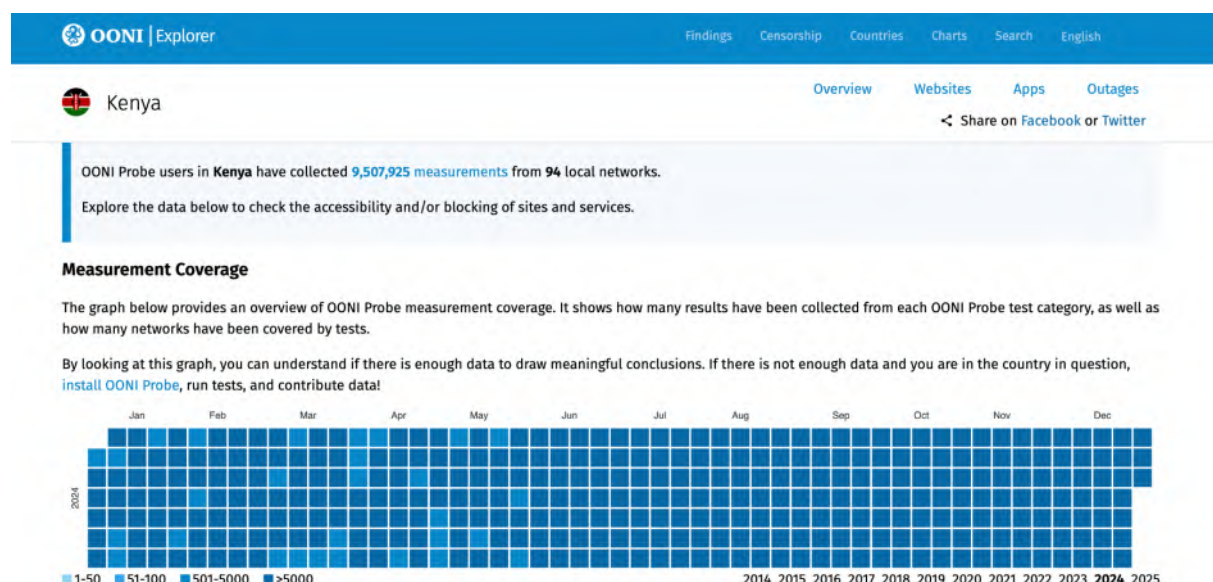 OONI | Explorer
Findings Censorship Countries Charts Search English
Kenya
Overview Websites Apps Outages
Share on Facebook or Twitter
OONI Probe users in Kenya have collected 9,507,925 measurements from 94 local networks.
Explore the data below to check the accessibility and/or blocking of sites and services.
Measurement Coverage
The graph below provides an overview of OONI Probe measurement coverage. It shows how many results have been collected from each OONI Probe test category, as well as
how many networks have been covered by tests.
By looking at this graph, you can understand if there is enough data to draw meaningful conclusions. If there is not enough data and you are in the country in question,
install OONI Probe, run tests, and contribute data!
Jan Feb Mar Apr May Jun Jul Aug Sep Oct Nov Dec
2024
1-50 51-100 501-5000 >5000
2014 2015 2016 2017 2018 2019 2020 2021 2022 2023 2024 2025